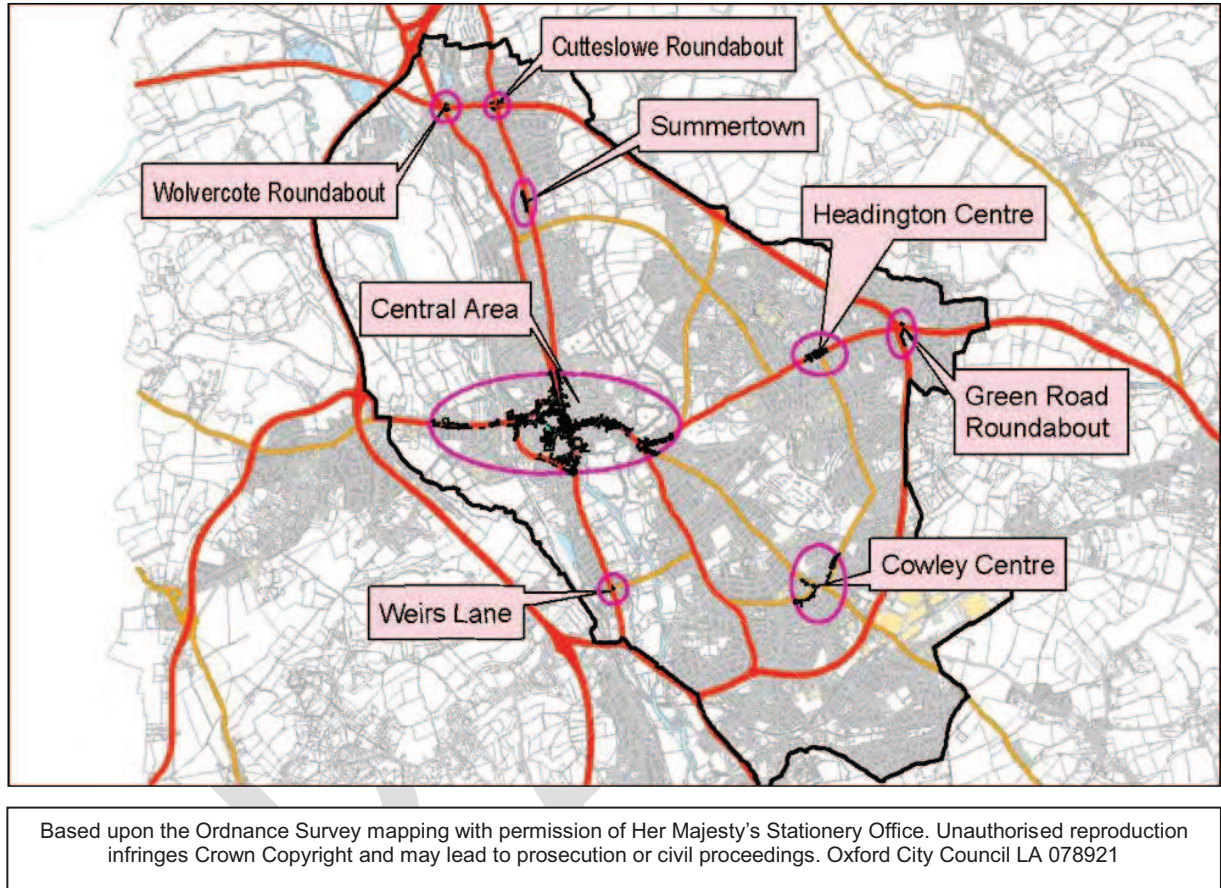 Cutteslowe Roundabout
Summertown
Wolvercote Roundabout
Headington Centre
Central Area
Green Road
Roundabout
Cowley Centre
Weirs Lane
Based upon the Ordnance Survey mapping with permission of Her Majesty's Stationery Office. Unauthorised reproduction
infringes Crown Copyright and may lead to prosecution or civil proceedings. Oxford City Council LA 078921